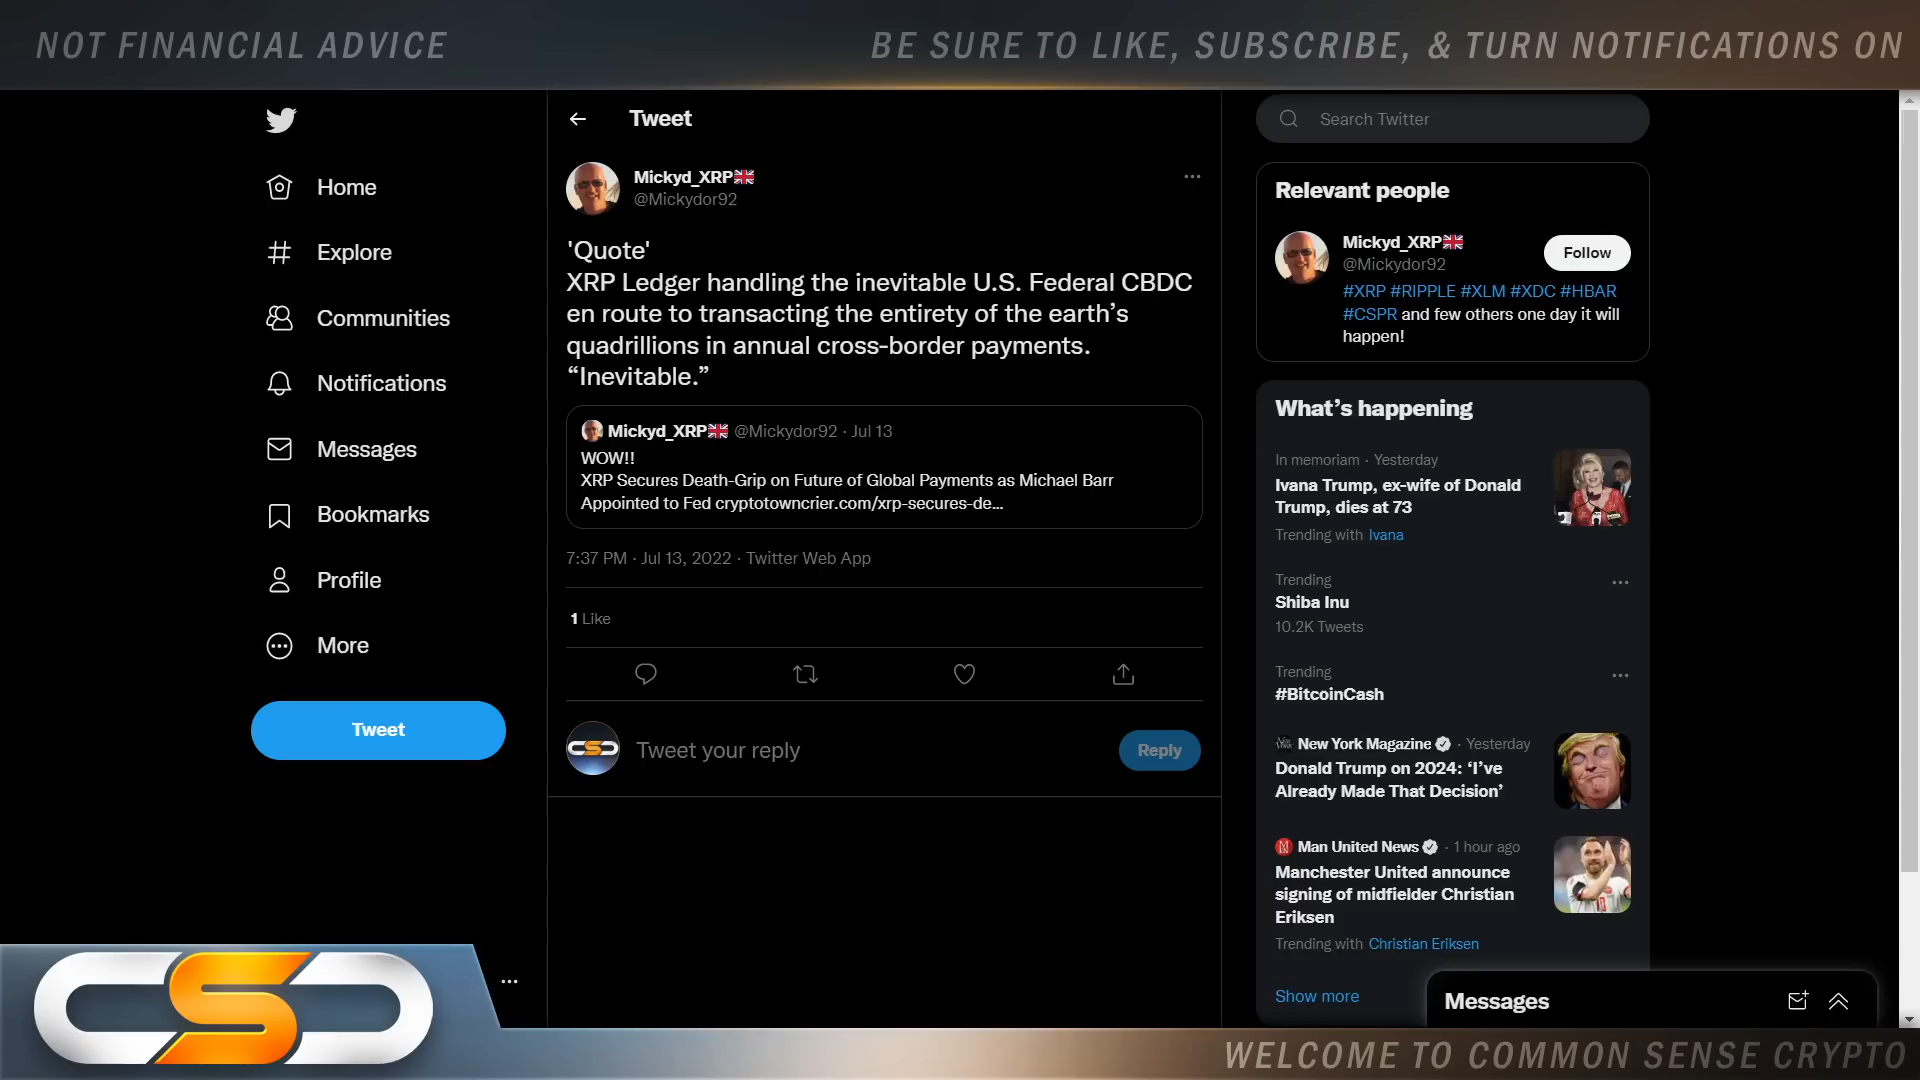 NOT FINANCIAL ADVICE
BE SURE TO LIKE, SUBSCRIBE, & TURN NOTIFICATIONS ON
Home
Explore
Communities
Notifications
Messages
Bookmarks
Profile
More
Tweet
Tweet
Mickyd_XRP🇬🇧
@Mickydor92
'Quote'
XRP Ledger handling the inevitable U.S. Federal CBDC
en route to transacting the entirety of the earth’s
quadrillions in annual cross-border payments.
“Inevitable.”
Mickyd_XRP🇬🇧 @Mickydor92 · Jul 13
WOW!!
XRP Secures Death-Grip on Future of Global Payments as Michael Barr
Appointed to Fed cryptotowncrier.com/xrp-secures-de…
7:37 PM · Jul 13, 2022 · Twitter Web App
1 Like
Tweet your reply
Reply
Search Twitter
Relevant people
Mickyd_XRP🇬🇧
@Mickydor92
Follow
#XRP #RIPPLE #XLM #XDC #HBAR
#CSPR and few others one day it will
happen!
What’s happening
In memoriam · Yesterday
Ivana Trump, ex-wife of Donald
Trump, dies at 73
Trending with Ivana
Trending
Shiba Inu
10.2K Tweets
Trending
#BitcoinCash
New York Magazine · Yesterday
Donald Trump on 2024: ‘I’ve
Already Made That Decision’
Man United News · 1 hour ago
Manchester United announce
signing of midfielder Christian
Eriksen
Trending with Christian Eriksen
Show more
Messages
CSC
WELCOME TO COMMON SENSE CRYPTO